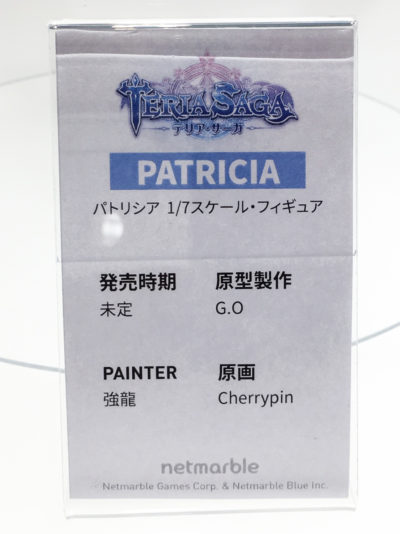 TERIA SAGA
テリア・サーガ
PATRICIA
パトリシア 1/7スケール・フィギュア
発売時期 原型製作
未定 G.O
PAINTER 原画
強龍 Cherrypin
netmarble
Netmarble Games Corp. & Netmarble Blue Inc.